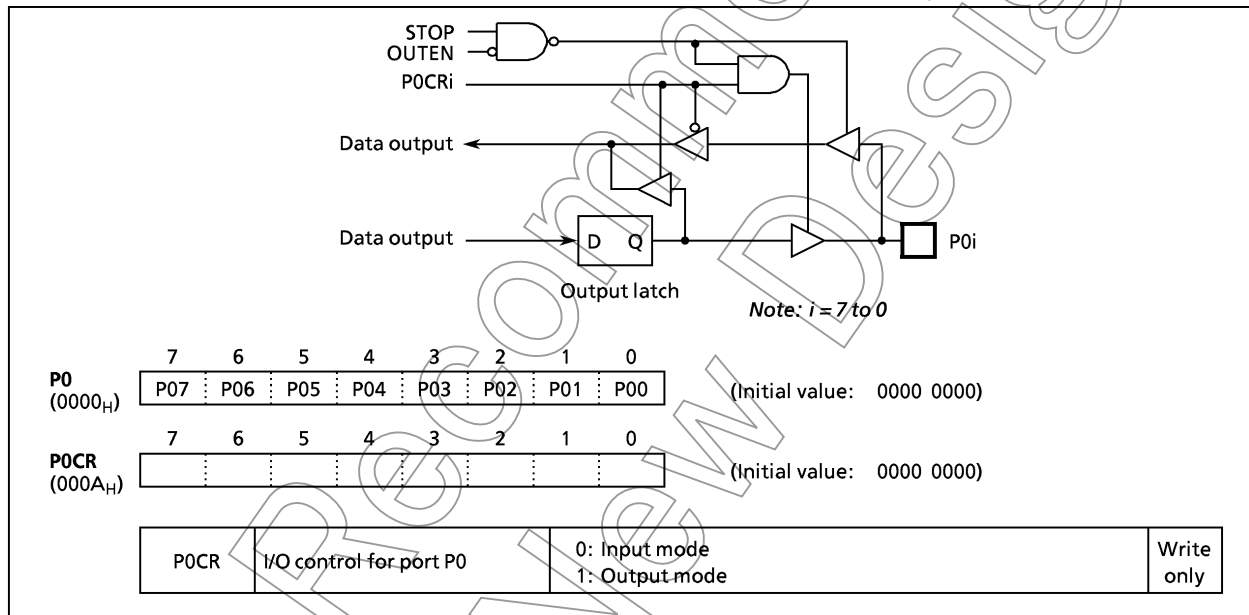 STOP
OUTEN
P0CRi
Data output
Data output
D Q
P0i
Output latch
Note: i = 7 to 0
7 6 5 4 3 2 1 0
P0
(0000H)
P07 P06 P05 P04 P03 P02 P01 P00
(Initial value: 0000 0000)
7 6 5 4 3 2 1 0
P0CR
(000AH)
(Initial value: 0000 0000)
P0CR
I/O control for port P0
0: Input mode
1: Output mode
Write
only